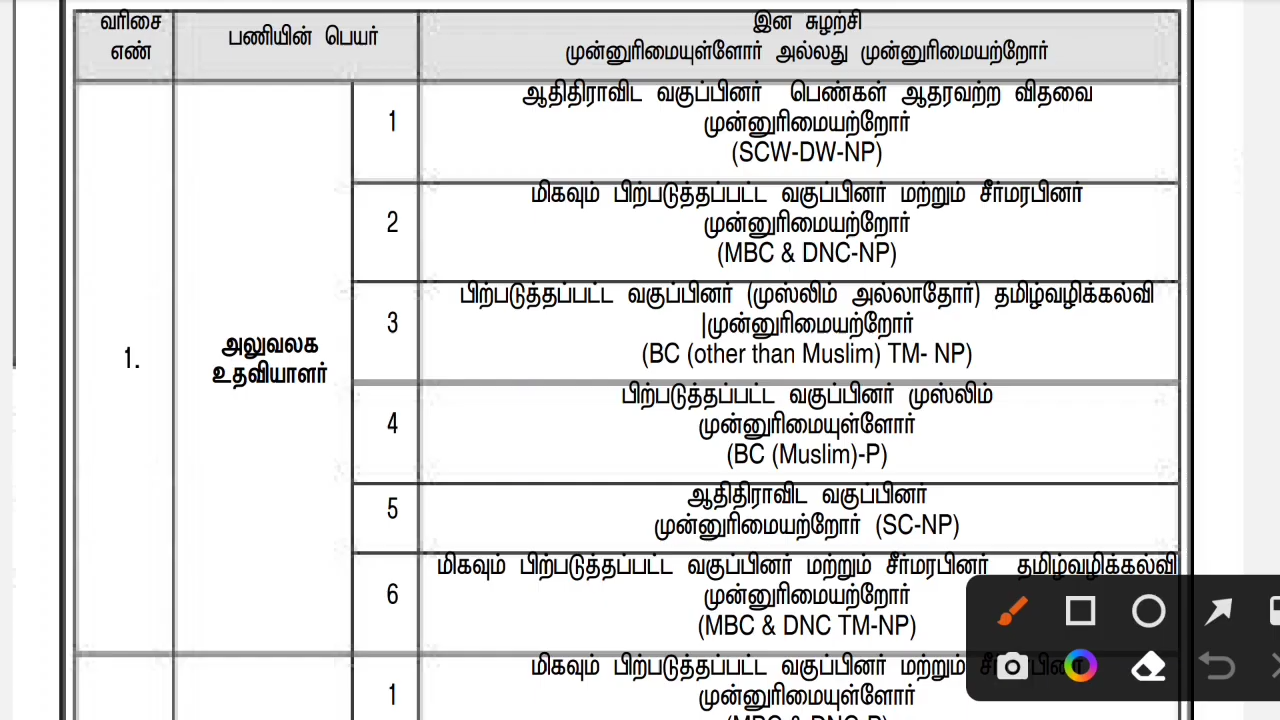 வரிசை
எண்
பணியின் பெயர்
இன சுழற்சி
முன்னுரிமையுள்ளோர் அல்லது முன்னுரிமையற்றோர்
1.
அலுவலக
உதவியாளர்
1
ஆதிதிராவிட வகுப்பினர் பெண்கள் ஆதரவற்ற விதவை
முன்னுரிமையற்றோர்
(SCW-DW-NP)
2
மிகவும் பிற்படுத்தப்பட்ட வகுப்பினர் மற்றும் சீர்மரபினர்
முன்னுரிமையற்றோர்
(MBC & DNC-NP)
3
பிற்படுத்தப்பட்ட வகுப்பினர் (முஸ்லிம் அல்லாதோர்) தமிழ்வழிக்கல்வி
|முன்னுரிமையற்றோர்
(BC (other than Muslim) TM- NP)
4
பிற்படுத்தப்பட்ட வகுப்பினர் முஸ்லிம்
முன்னுரிமையுள்ளோர்
(BC (Muslim)-P)
5
ஆதிதிராவிட வகுப்பினர்
முன்னுரிமையற்றோர் (SC-NP)
6
மிகவும் பிற்படுத்தப்பட்ட வகுப்பினர் மற்றும் சீர்மரபினர் தமிழ்வழிக்கல்வி
முன்னுரிமையற்றோர்
(MBC & DNC TM-NP)
1
மிகவும் பிற்படுத்தப்பட்ட வகுப்பினர் மற்றும்
முன்னுரிமையுள்ளோர்
(MBC & DNC-P)